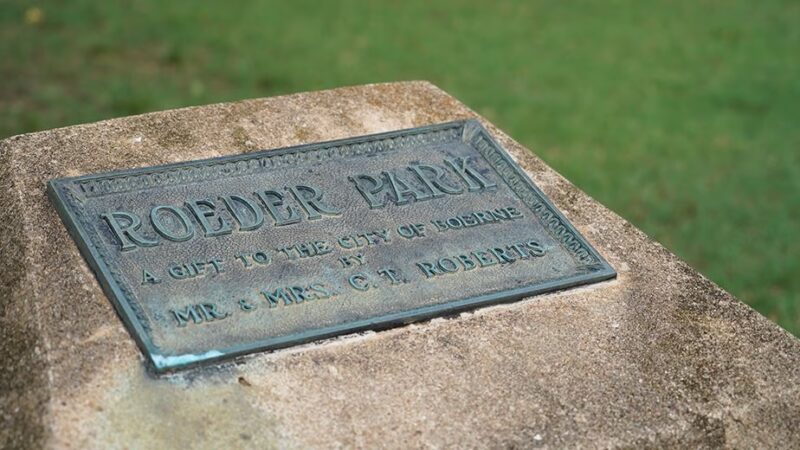 ROEDER PARK
A GIFT TO THE CITY OF BOERNE
BY
MR. & MRS. C. T. ROBERTS